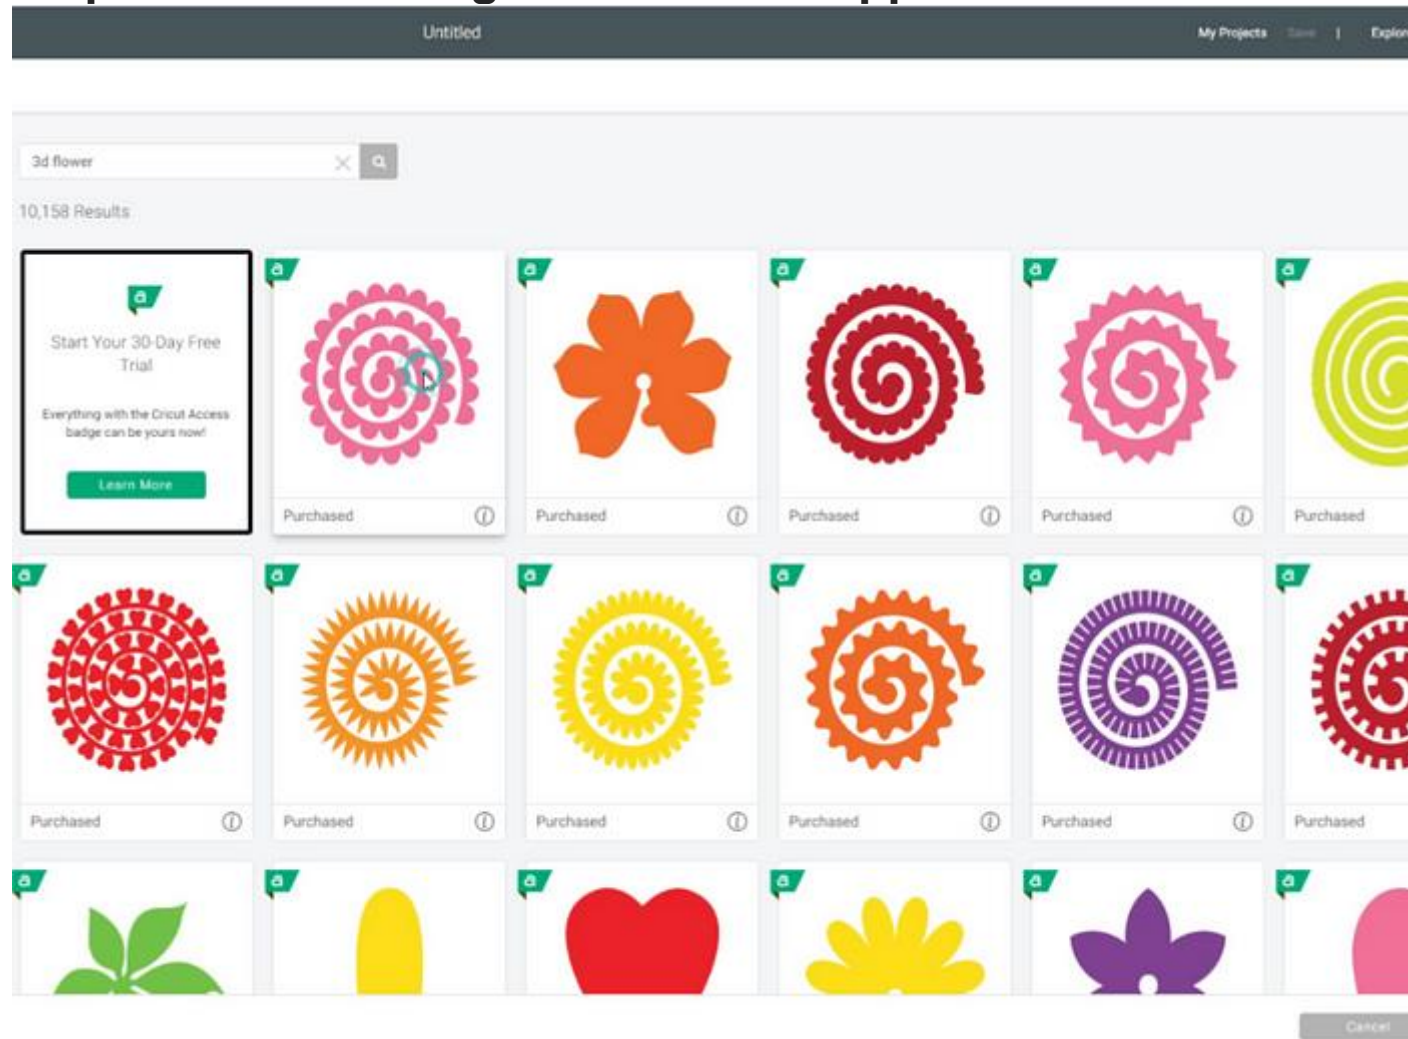 Untitled
My Projects
Save
|
Explor
3d flower
10,158 Results
a
Start Your 30-Day Free
Trial
Everything with the Cricut Access
badge can be yours now!
Learn More
a
a
a
a
a
Purchased
Purchased
Purchased
Purchased
Purchased
a
a
a
a
a
a
Purchased
Purchased
Purchased
Purchased
Purchased
Purchased
a
a
a
a
a
a
Cancel